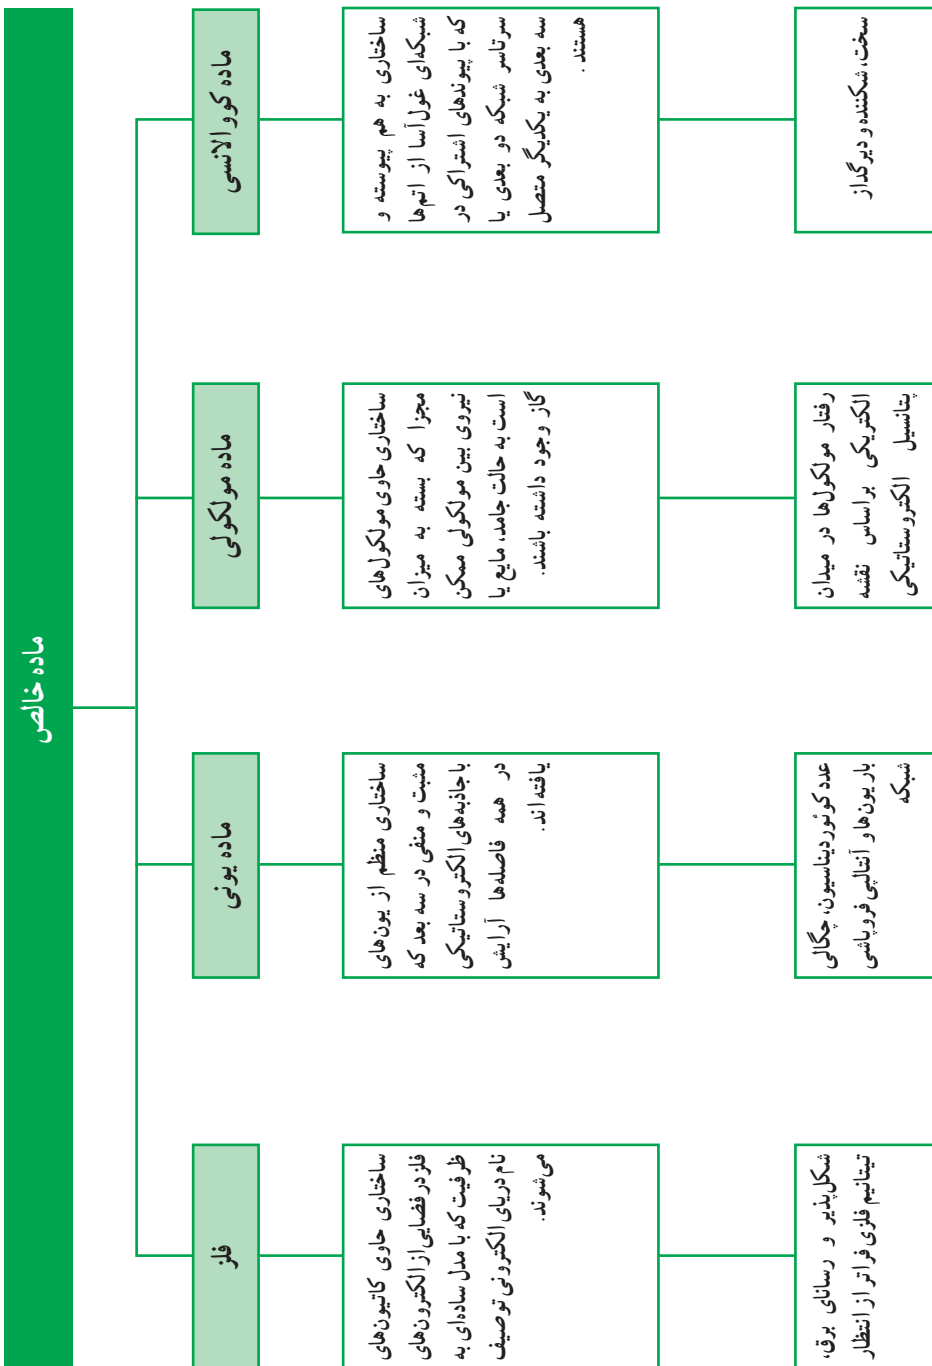 ماده خالص
ماده کووالانسی
ساختاری به هم پیوسته و
شبکه‌ای غول‌آسا از اتم‌ها
که با پیوندهای اشتراکی در
سرتاسر شبکه دو بعدی یا
سه بعدی به یکدیگر متصل
هستند.
سخت، شکننده و دیرگداز
ماده مولکولی
ساختاری حاوی مولکول‌های
مجزا که بسته به میزان
نیروی بین مولکولی ممکن
است به حالت جامد، مایع یا
گاز وجود داشته باشند.
رفتار مولکول‌ها در میدان
الکتریکی براساس نقشه
پتانسیل الکتروستاتیکی
ماده یونی
ساختاری منظم از یون‌های
مثبت و منفی در سه بعد که
با جاذبه‌های الکتروستاتیکی
در همه فاصله‌ها آرایش
یافته‌اند.
عدد کوئوردیناسیون، چگالی
بار یون‌ها و آنتالپی فروپاشی
شبکه
فلز
ساختاری حاوی کاتیون‌های
فلز در فضایی از الکترون‌های
ظرفیت که با مدل ساده‌ای به
نام دریای الکترونی توصیف
می‌شوند.
شکل‌پذیر و رسانای برق،
تیتانیم فلزی فراتر از انتظار